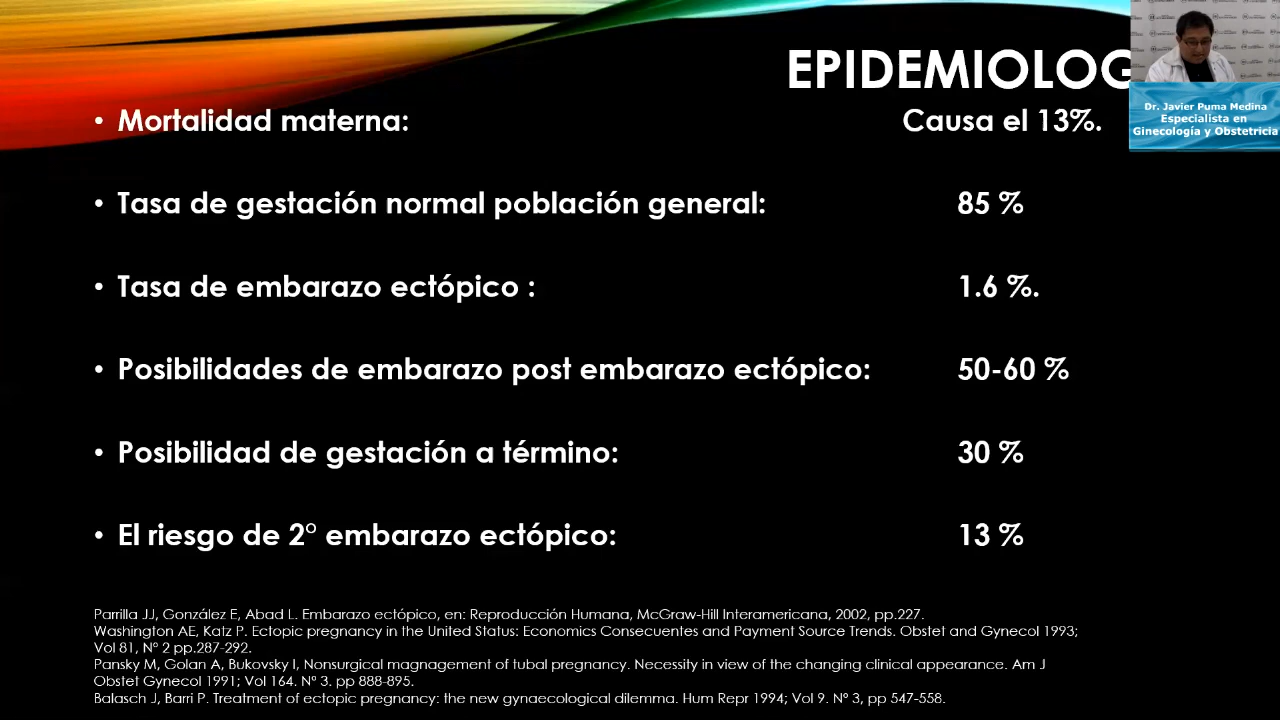 EPIDEMIOLOG
• Mortalidad materna: Causa el 13%.
Dr. Javier Puma Medina
Especialista en
Ginecología y Obstetricia
• Tasa de gestación normal población general: 85 %
• Tasa de embarazo ectópico : 1.6 %.
• Posibilidades de embarazo post embarazo ectópico: 50-60 %
• Posibilidad de gestación a término: 30 %
• El riesgo de 2° embarazo ectópico: 13 %
Parrilla JJ, González E, Abad L. Embarazo ectópico, en: Reproducción Humana, McGraw-Hill Interamericana, 2002, pp.227.
Washington AE, Katz P. Ectopic pregnancy in the United Status: Economics Consecuentes and Payment Source Trends. Obstet and Gynecol 1993;
Vol 81, N° 2 pp.287-292.
Pansky M, Golan A, Bukovsky I, Nonsurgical magnagement of tubal pregnancy. Necessity in view of the changing clinical appearance. Am J
Obstet Gynecol 1991; Vol 164. N° 3. pp 888-895.
Balasch J, Barri P. Treatment of ectopic pregnancy: the new gynaecological dilemma. Hum Repr 1994; Vol 9. N° 3, pp 547-558.